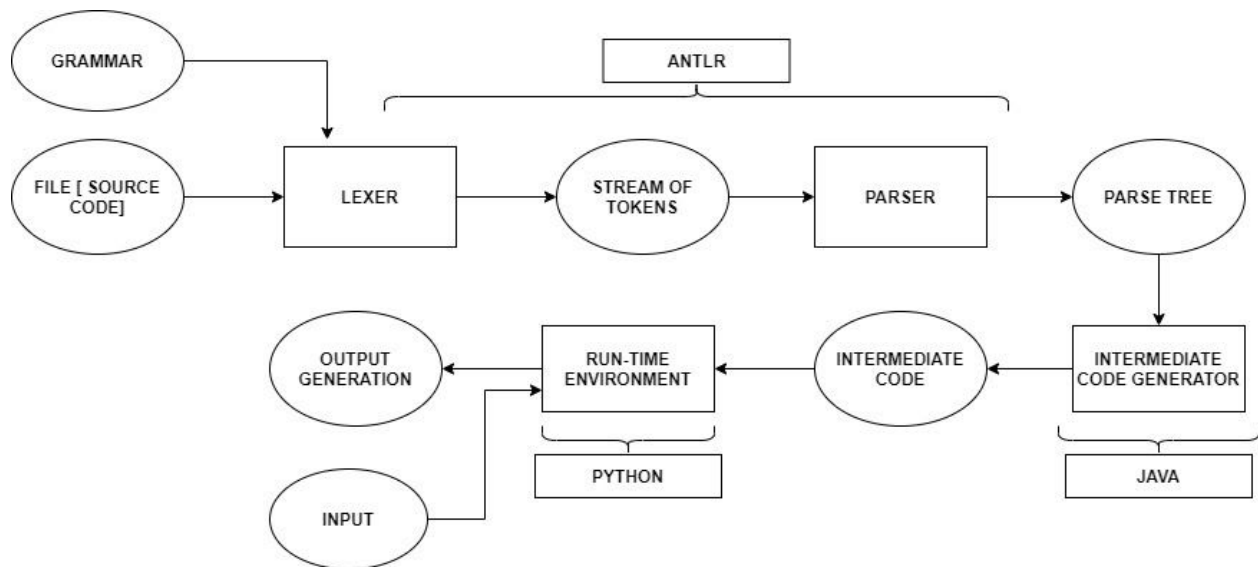 GRAMMAR
ANTLR
FILE [ SOURCE
CODE]
LEXER
STREAM OF
TOKENS
PARSER
PARSE TREE
OUTPUT
GENERATION
RUN-TIME
ENVIRONMENT
INTERMEDIATE
CODE
INTERMEDIATE
CODE GENERATOR
PYTHON
JAVA
INPUT